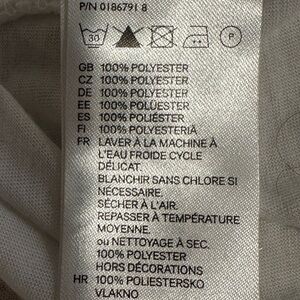 P/N 0186791 8
30 P
GB 100% POLYESTER
CZ 100% POLYESTER
DE 100% POLYESTER
EE 100% POLÜESTER
ES 100% POLIÉSTER
FI 100% POLYESTERIÄ
FR LAVER À LA MACHINE À
L'EAU FROIDE CYCLE
DÉLICAT.
BLANCHIR SANS CHLORE SI
NÉCESSAIRE.
SÉCHER À L'AIR.
REPASSER À TEMPÉRATURE
MOYENNE.
ou NETTOYAGE À SEC.
100% POLYESTER
HORS DÉCORATIONS
HR 100% POLIESTERSKO
VLAKNO